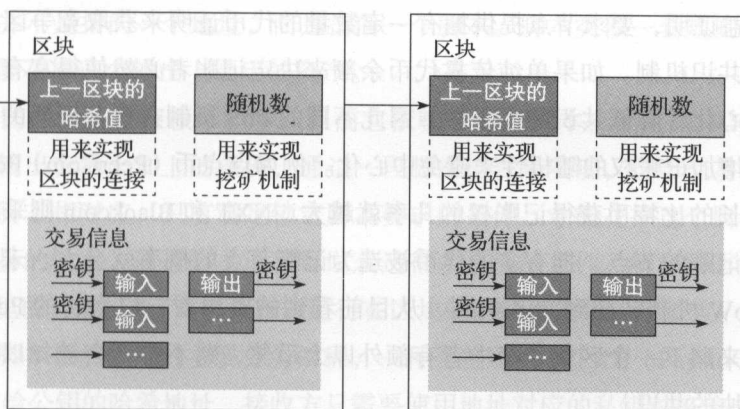 区块
上一区块的
哈希值
随机数
用来实现
区块的连接
用来实现
挖矿机制
交易信息
密钥
输入
输出
密钥
密钥
输入
…
…
区块
上一区块的
哈希值
随机数
用来实现
区块的连接
用来实现
挖矿机制
交易信息
密钥
输入
输出
密钥
密钥
输入
…
…